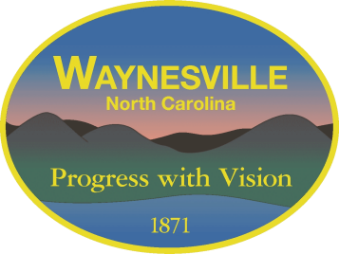 WAYNESVILLE
North Carolina
Progress with Vision
1871